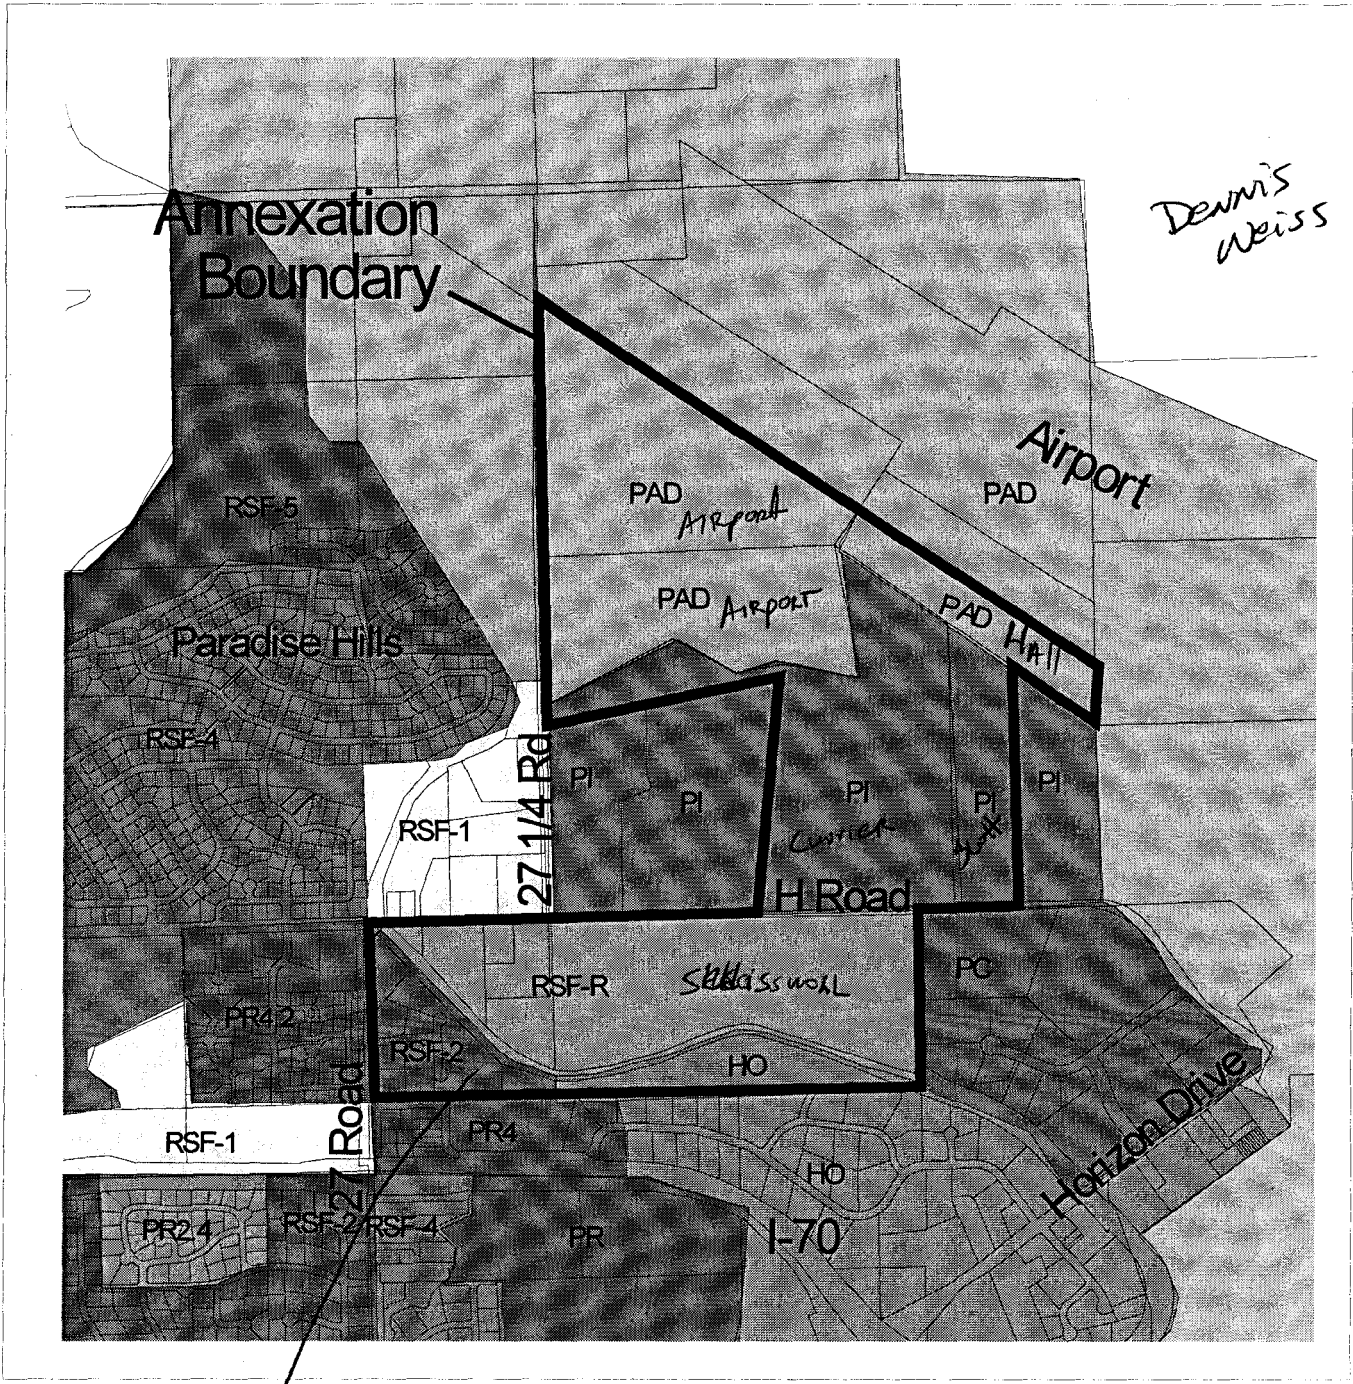 Dennis
Weiss
Annexation
Boundary
Airport
PAD
AIRport
PAD
RSF-5
PAD AIRPORT
PAD HAll
Paradise Hills
RSF-4
27 1/4 Rd
PI
PI
PI
PI
PI
RSF-1
Currier
H Road
RSF-R
PC
PR4.2
RSF-2
HO
27 Road
RSF-1
PR4
HO
Horizon Drive
PR2.4
RSF-2
RSF-4
PR
I-70